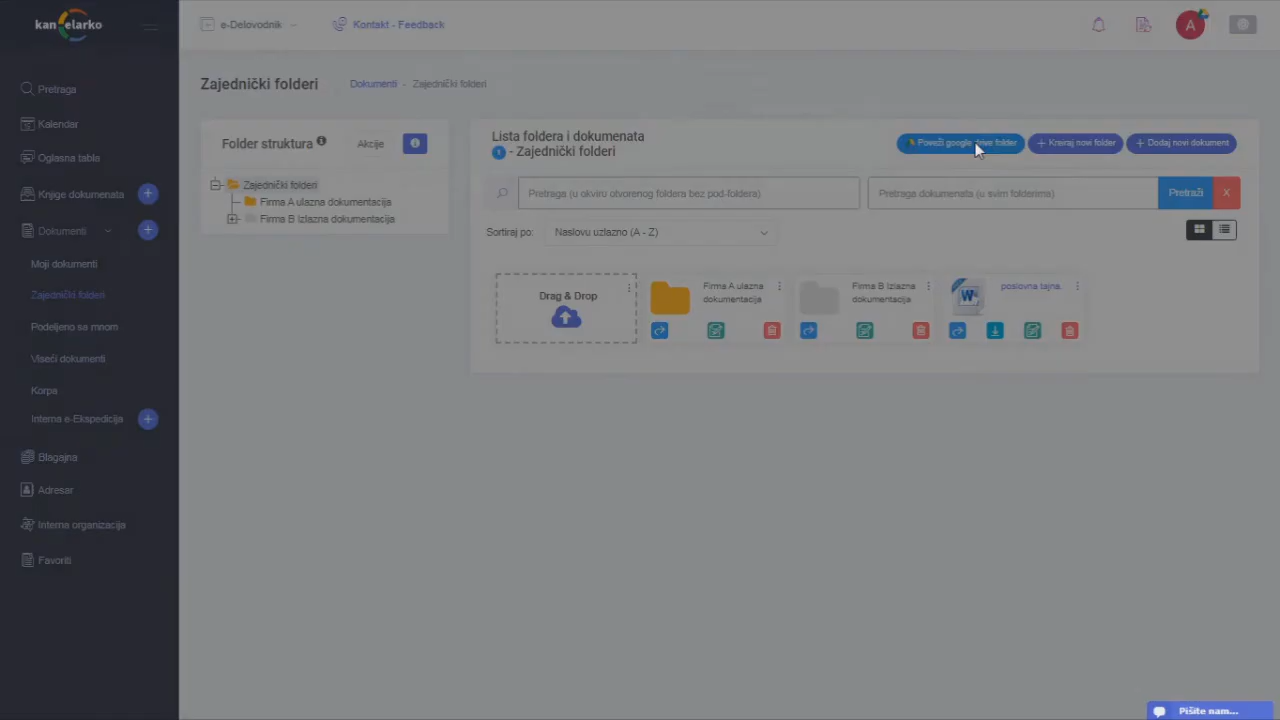 kancelarko
e-Delovodnik
Kontakt - Feedback
A
Pretraga
Kalendar
Oglasna tabla
Knjige dokumenata
Dokumenti
Moji dokumenti
Zajednički folderi
Podeljeno sa mnom
Viseći dokumenti
Korpa
Interna e-Ekspedicija
Blagajna
Adresar
Interna organizacija
Favoriti
Zajednički folderi
Dokumenti - Zajednički folderi
Folder struktura
Akcije
Zajednički folderi
Firma A ulazna dokumentacija
Firma B Izlazna dokumentacija
Lista foldera i dokumenata
- Zajednički folderi
Poveži google drive folder
Kreiraj novi folder
Dodaj novi dokument
Pretraga (u okviru otvorenog foldera bez pod-foldera)
Pretraga dokumenata (u svim folderima)
Pretraži
X
Sortiraj po:
Naslovu uzlazno (A - Z)
Drag & Drop
Firma A ulazna
dokumentacija
Firma B Izlazna
dokumentacija
poslovna tajna.
Pišite nam...